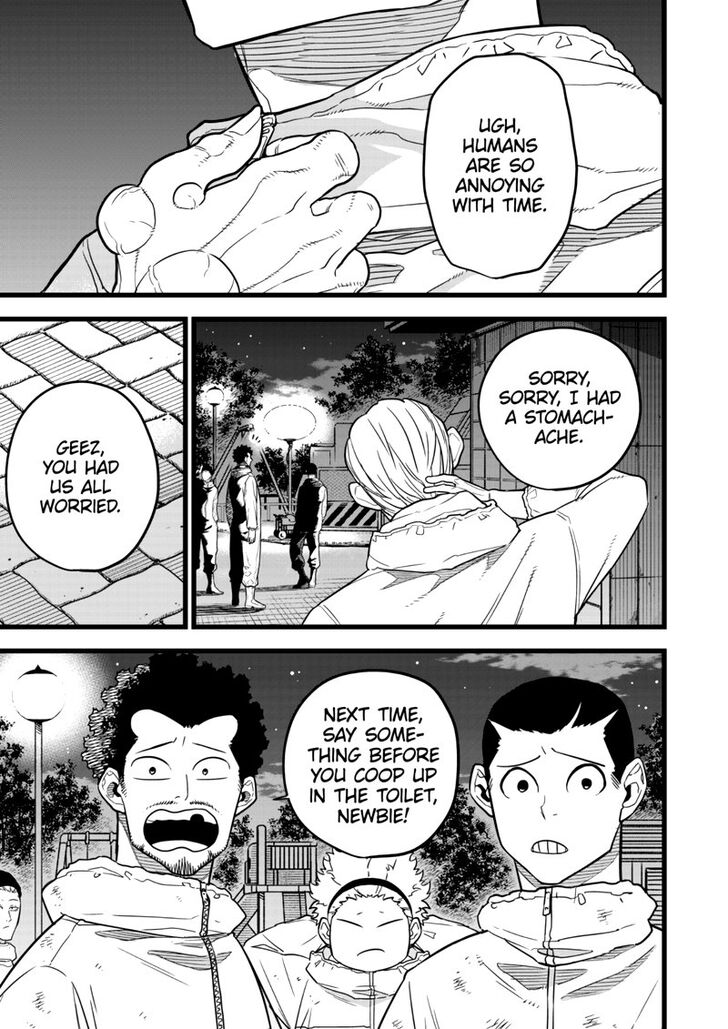 UGH,
HUMANS
ARE SO
ANNOYING
WITH TIME.
SORRY,
SORRY, I HAD
A STOMACH-
ACHE.
GEEZ,
YOU HAD
US ALL
WORRIED.
NEXT TIME,
SAY SOME-
THING BEFORE
YOU COOP UP
IN THE TOILET,
NEWBIE!